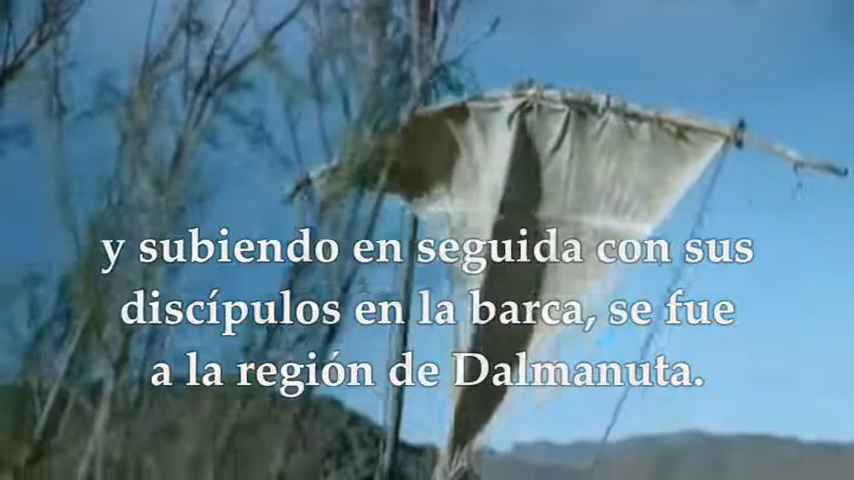 y subiendo en seguida con sus
discípulos en la barca, se fue
a la región de Dalmanuta.